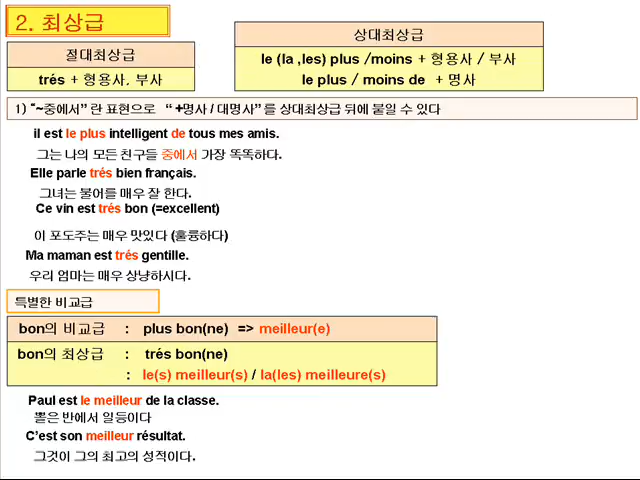 2. 최상급
절대최상급
trés + 형용사. 부사
상대최상급
le (la ,les) plus /moins + 형용사 / 부사
le plus / moins de + 명사
1) “~중에서” 란 표현으로 “ +명사 / 대명사” 를 상대최상급 뒤에 붙일 수 있다
il est le plus intelligent de tous mes amis.
그는 나의 모든 친구들 중에서 가장 똑똑하다.
Elle parle trés bien français.
그녀는 불어를 매우 잘 한다.
Ce vin est trés bon (=excellent)
이 포도주는 매우 맛있다 (훌륭하다)
Ma maman est trés gentille.
우리 엄마는 매우 상냥하시다.
특별한 비교급
bon의 비교급 : plus bon(ne) => meilleur(e)
bon의 최상급 : trés bon(ne)
: le(s) meilleur(s) / la(les) meilleure(s)
Paul est le meilleur de la classe.
뽈은 반에서 일등이다
C’est son meilleur résultat.
그것이 그의 최고의 성적이다.